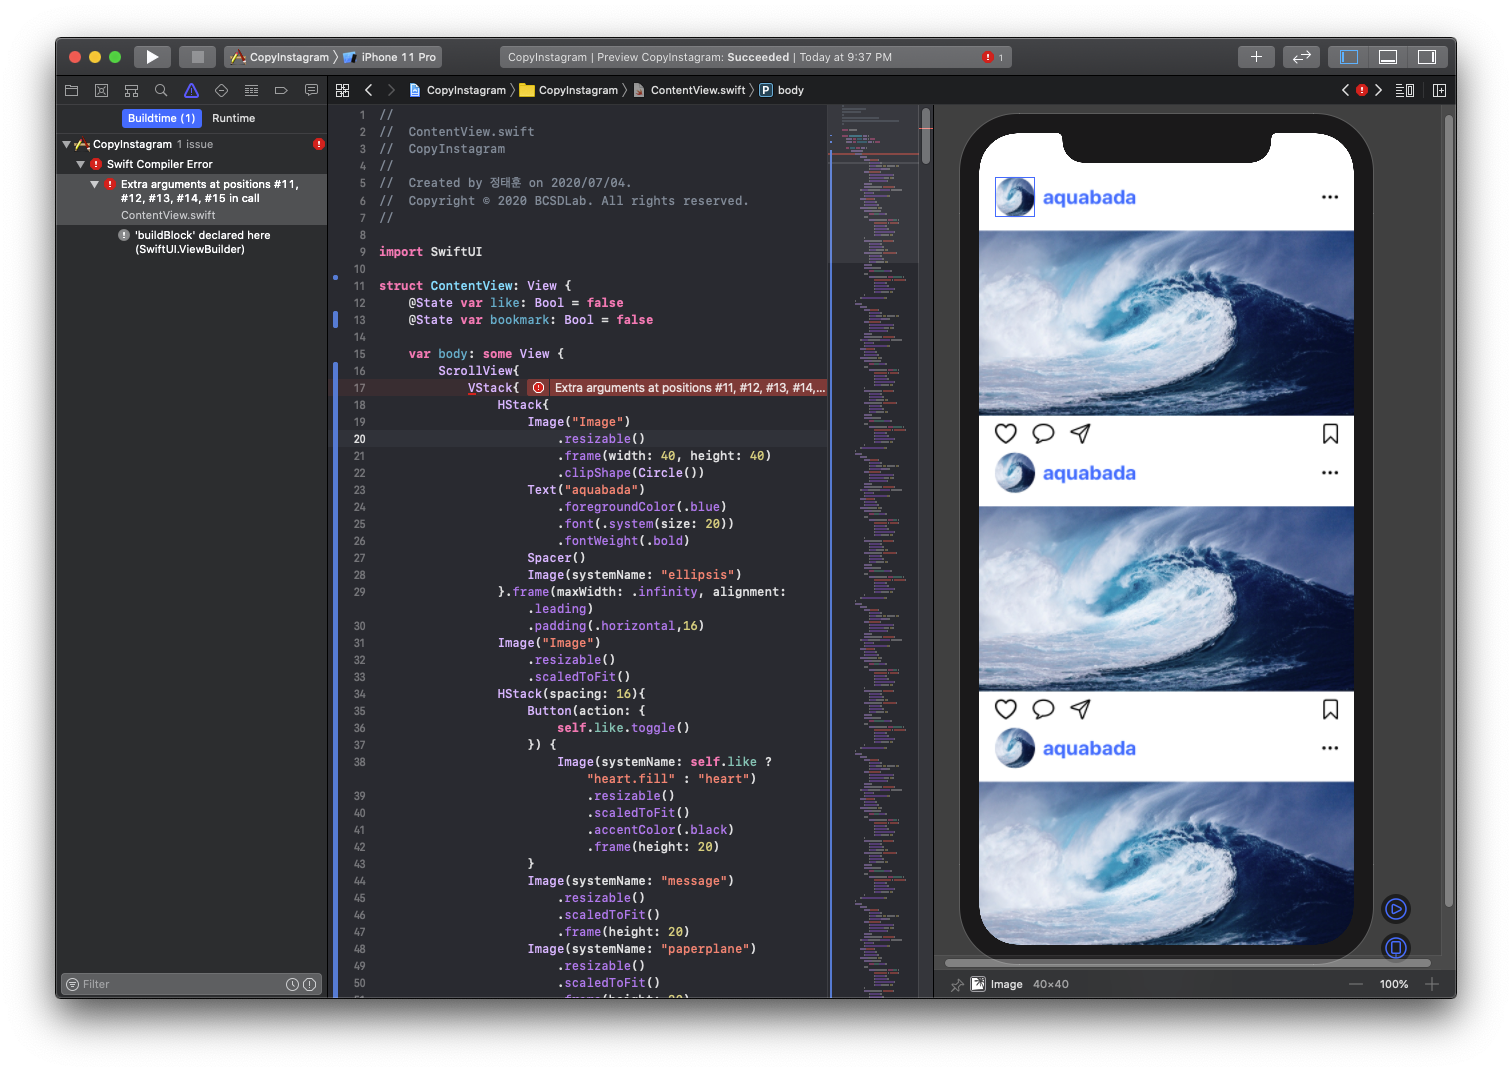 CopyInstagram
iPhone 11 Pro
CopyInstagram | Preview CopyInstagram: Succeeded | Today at 9:37 PM
1
CopyInstagram
CopyInstagram
ContentView.swift
P body
Buildtime (1)
Runtime
CopyInstagram 1 issue
Swift Compiler Error
Extra arguments at positions #11,
#12, #13, #14, #15 in call
ContentView.swift
'buildBlock' declared here
(SwiftUI.ViewBuilder)
Filter
1 //
2 //  ContentView.swift
3 //  CopyInstagram
4 //
5 //  Created by 정태훈 on 2020/07/04.
6 //  Copyright © 2020 BCSDLab. All rights reserved.
7 //
8
9 import SwiftUI
10
11 struct ContentView: View {
12     @State var like: Bool = false
13     @State var bookmark: Bool = false
14
15     var body: some View {
16         ScrollView{
17             VStack{ Extra arguments at positions #11, #12, #13, #14,...
18                 HStack{
19                     Image("Image")
20                         .resizable()
21                         .frame(width: 40, height: 40)
22                         .clipShape(Circle())
23                     Text("aquabada")
24                         .foregroundColor(.blue)
25                         .font(.system(size: 20))
26                         .fontWeight(.bold)
27                     Spacer()
28                     Image(systemName: "ellipsis")
29                 }.frame(maxWidth: .infinity, alignment:
                    .leading)
30                     .padding(.horizontal,16)
31                 Image("Image")
32                     .resizable()
33                     .scaledToFit()
34                 HStack(spacing: 16){
35                     Button(action: {
36                         self.like.toggle()
37                     }) {
38                         Image(systemName: self.like ?
                            "heart.fill" : "heart")
39                             .resizable()
40                             .scaledToFit()
41                             .accentColor(.black)
42                             .frame(height: 20)
43                     }
44                     Image(systemName: "message")
45                         .resizable()
46                         .scaledToFit()
47                         .frame(height: 20)
48                     Image(systemName: "paperplane")
49                         .resizable()
50                         .scaledToFit()
aquabada
aquabada
aquabada
Image 40×40
100%